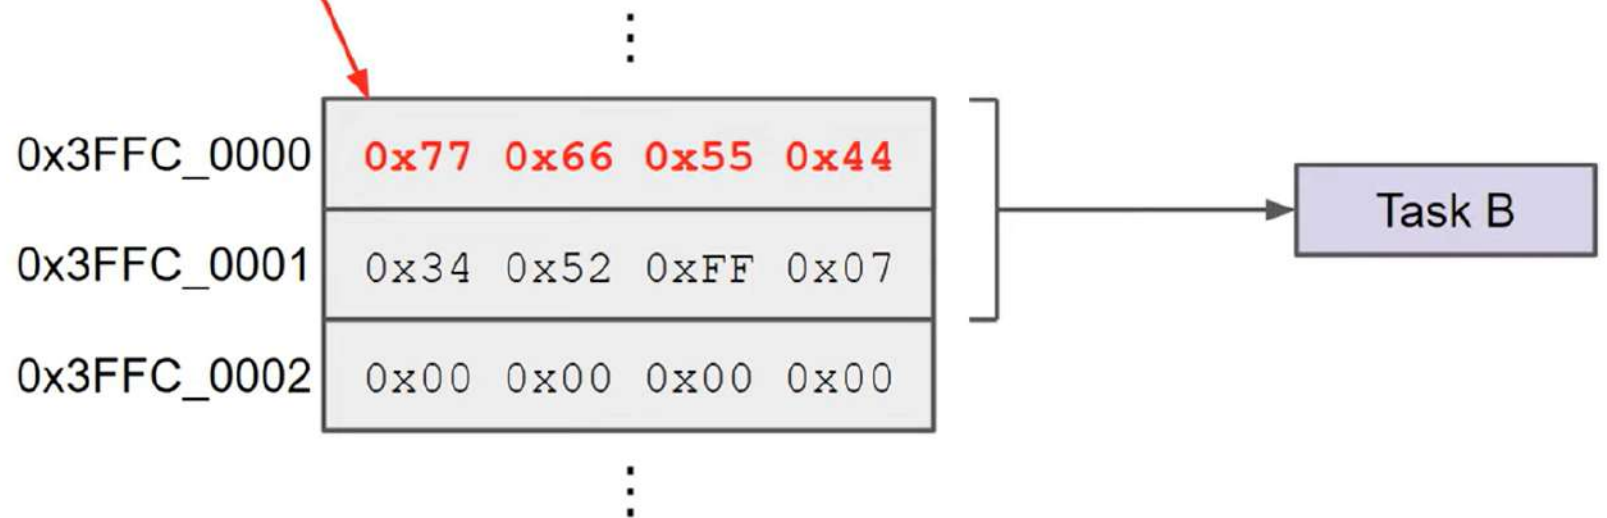 0x3FFC_0000 0x77 0x66 0x55 0x44
Task B
0x3FFC_0001 0x34 0x52 0xFF 0x07
0x3FFC_0002 0x00 0x00 0x00 0x00